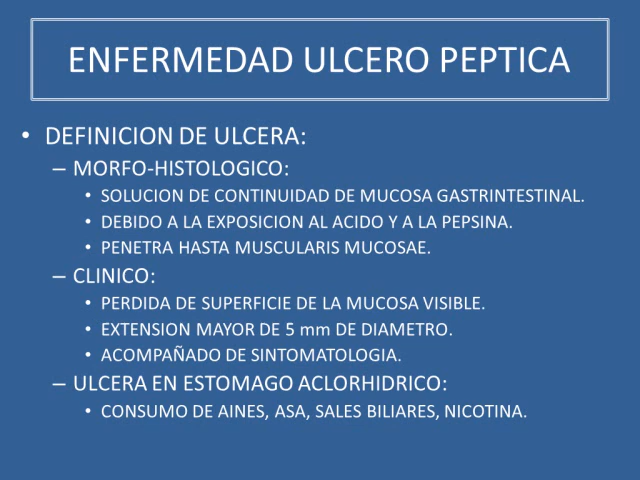 ENFERMEDAD ULCERO PEPTICA
• DEFINICION DE ULCERA:
– MORFO-HISTOLOGICO:
• SOLUCION DE CONTINUIDAD DE MUCOSA GASTRINTESTINAL.
• DEBIDO A LA EXPOSICION AL ACIDO Y A LA PEPSINA.
• PENETRA HASTA MUSCULARIS MUCOSAE.
– CLINICO:
• PERDIDA DE SUPERFICIE DE LA MUCOSA VISIBLE.
• EXTENSION MAYOR DE 5 mm DE DIAMETRO.
• ACOMPAÑADO DE SINTOMATOLOGIA.
– ULCERA EN ESTOMAGO ACLORHIDRICO:
• CONSUMO DE AINES, ASA, SALES BILIARES, NICOTINA.